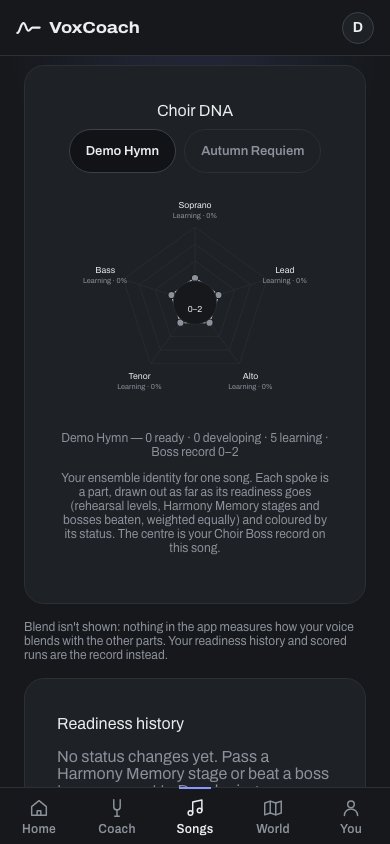 VoxCoach
D
Choir DNA
Demo Hymn
Autumn Requiem
Soprano
Learning · 0%
Bass
Learning · 0%
Lead
Learning · 0%
0–2
Tenor
Learning · 0%
Alto
Learning · 0%
Demo Hymn — 0 ready · 0 developing · 5 learning ·
Boss record 0–2
Your ensemble identity for one song. Each spoke is
a part, drawn out as far as its readiness goes
(rehearsal levels, Harmony Memory stages and
bosses beaten, weighted equally) and coloured by
its status. The centre is your Choir Boss record on
this song.
Blend isn't shown: nothing in the app measures how your voice
blends with the other parts. Your readiness history and scored
runs are the record instead.
Readiness history
No status changes yet. Pass a
Harmony Memory stage or beat a boss
Home
Coach
Songs
World
You